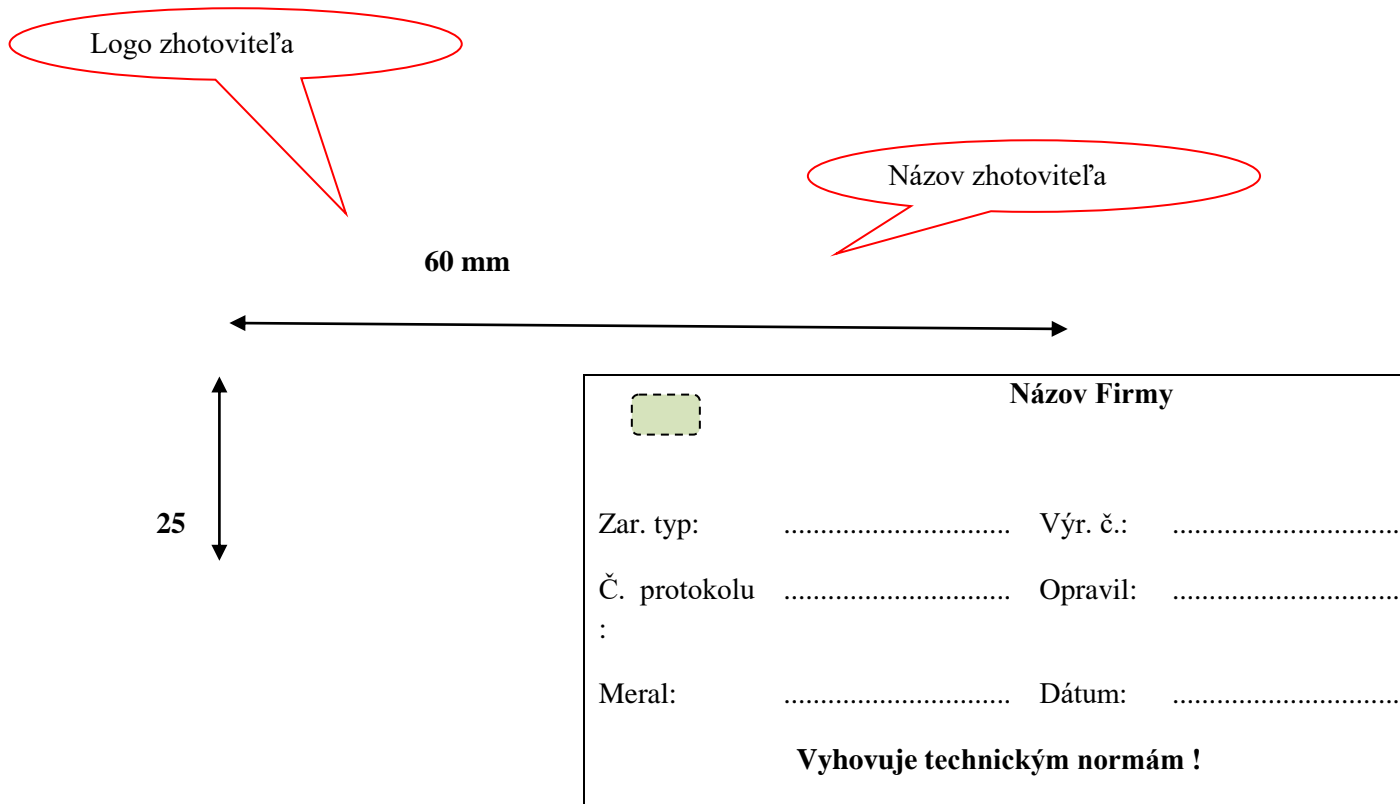 Logo zhotoviteľa
Názov zhotoviteľa
60 mm
Názov Firmy
25
Zar. typ: .............................. Výr. č.: ..............................
Č. protokolu .............................. Opravil: ..............................
:
Meral: .............................. Dátum: ..............................
Vyhovuje technickým normám !